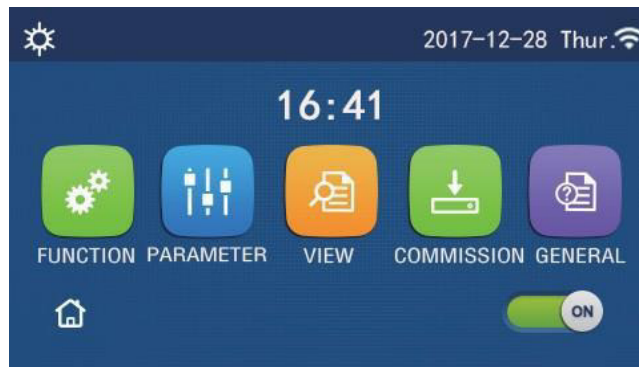 2017-12-28 Thur.
16:41
FUNCTION PARAMETER VIEW COMMISSION GENERAL
ON